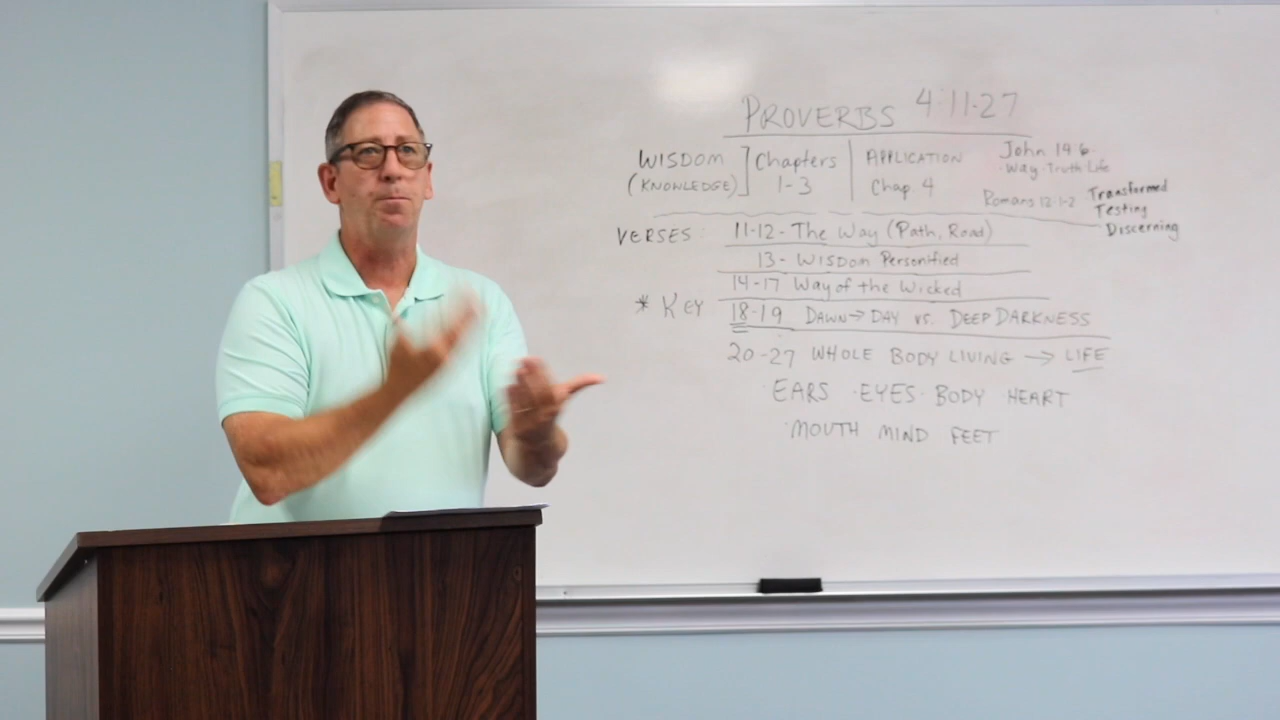 PROVERBS 4:11-27
WISDOM ] Chapters | APPLICATION
(KNOWLEDGE) 1-3 | Chap. 4
John 14:6
·Way·Truth·Life
Romans 12:1-2 Transformed
Testing
Discerning
VERSES: 11-12- The Way (Path, Road)
13- WISDOM Personified
14-17 Way of the Wicked
* KEY 18-19 DAWN→DAY vs. DEEP DARKNESS
20-27 WHOLE BODY LIVING → LIFE
·EARS ·EYES· BODY HEART
·MOUTH MIND FEET